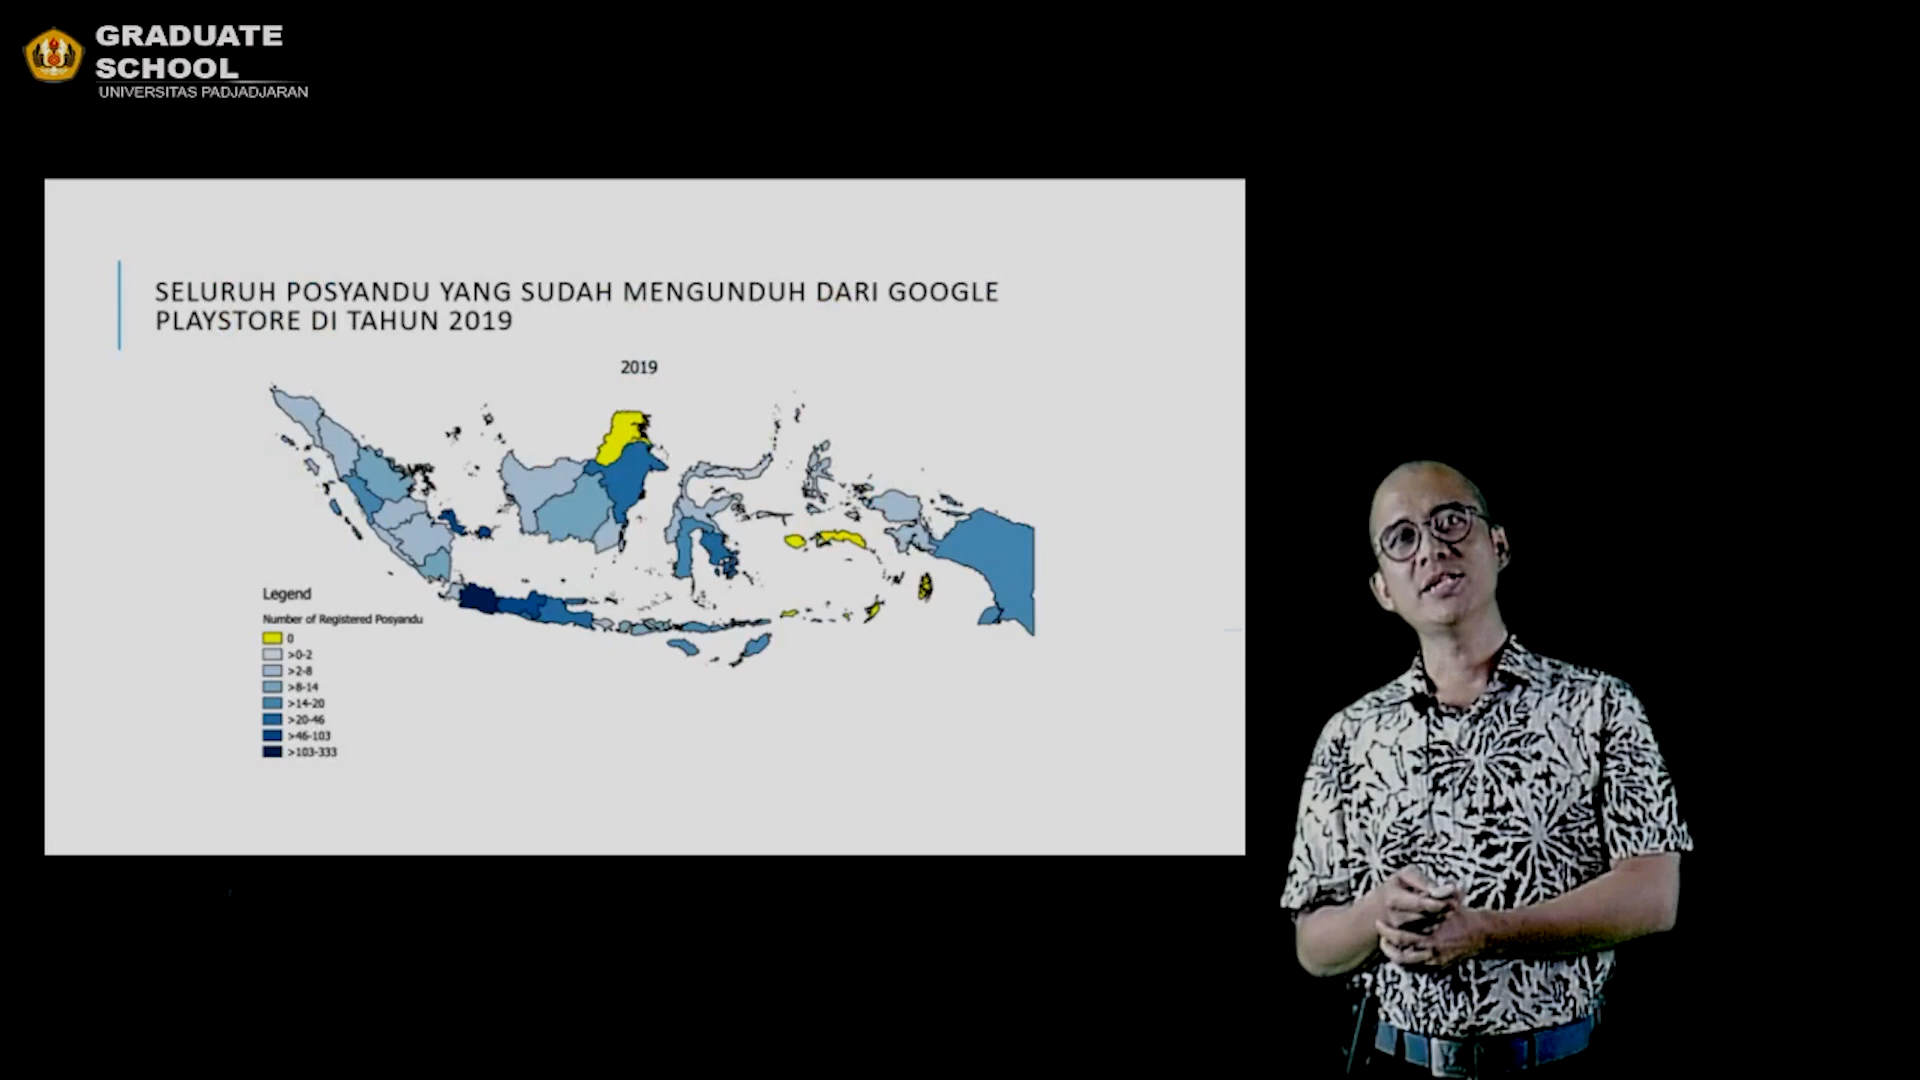 GRADUATE
SCHOOL
UNIVERSITAS PADJADJARAN
SELURUH POSYANDU YANG SUDAH MENGUNDUH DARI GOOGLE
PLAYSTORE DI TAHUN 2019
2019
Legend
Number of Registered Posyandu
0
>0-2
>2-8
>8-14
>14-20
>20-46
>46-103
>103-333